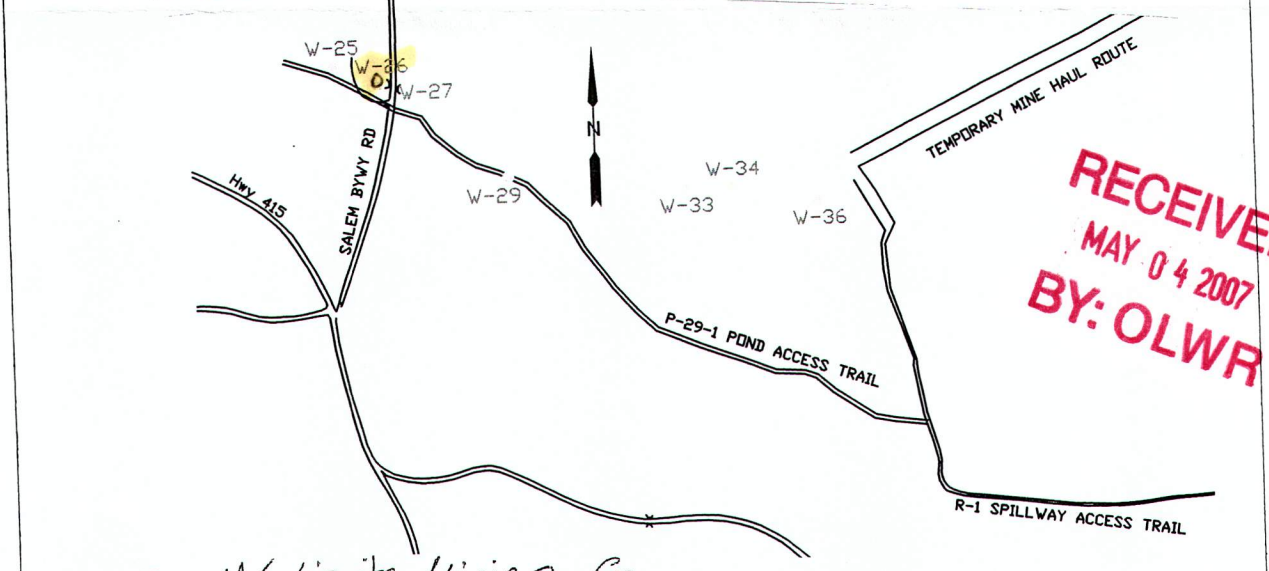 W-25
W-26
W-27
N
TEMPORARY MINE HAUL ROUTE
SALEM BYWY RD
Hwy 415
W-29
W-34
W-33
W-36
RECEIVE
MAY 04 2007
BY: OLWR
P-29-1 POND ACCESS TRAIL
R-1 SPILLWAY ACCESS TRAIL